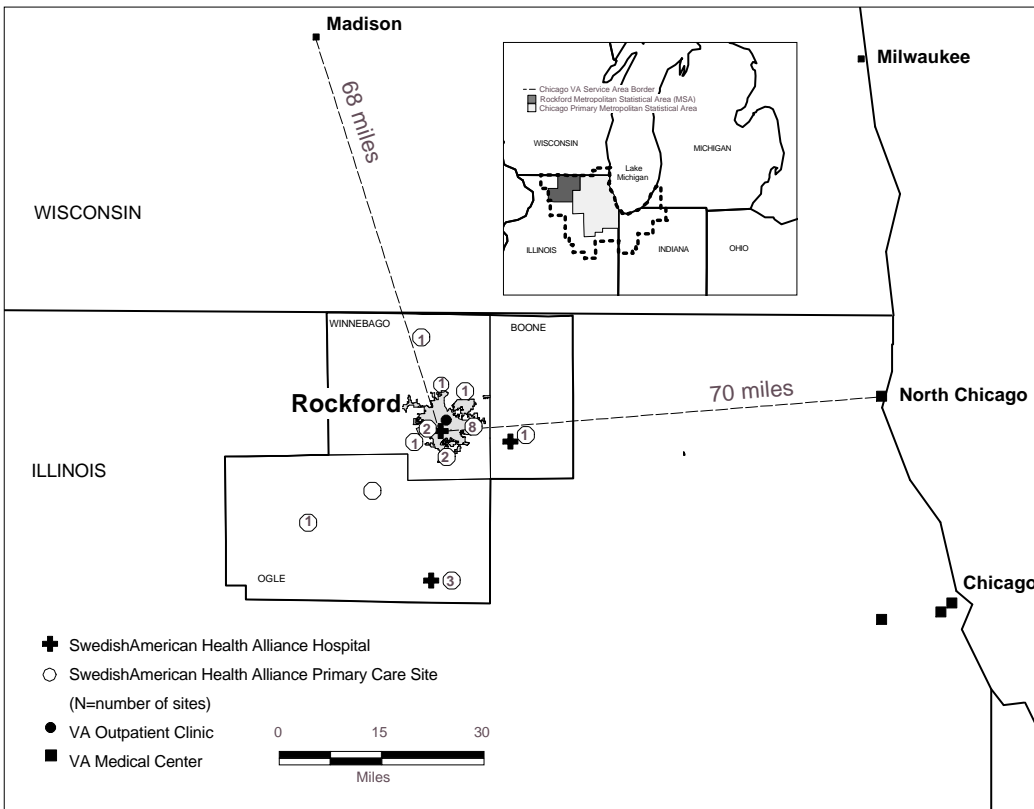 Madison
Milwaukee
68 miles
Chicago VA Service Area Border
Rockford Metropolitan Statistical Area (MSA)
Chicago Primary Metropolitan Statistical Area
WISCONSIN
MICHIGAN
Lake
Michigan
ILLINOIS
INDIANA
OHIO
WISCONSIN
WINNEBAGO
BOONE
1
1
1
70 miles
North Chicago
Rockford
2
8
1
1
2
ILLINOIS
1
OGLE
3
Chicago
SwedishAmerican Health Alliance Hospital
SwedishAmerican Health Alliance Primary Care Site
(N=number of sites)
VA Outpatient Clinic
VA Medical Center
0
15
30
Miles